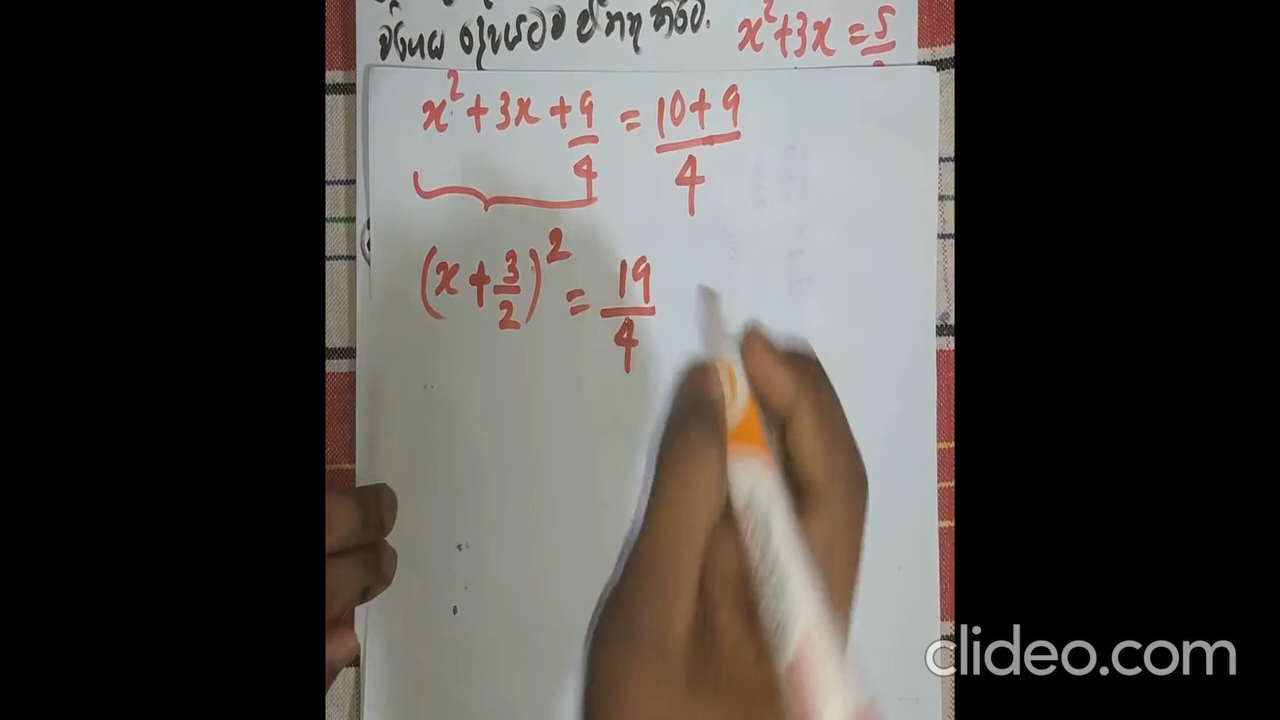 x² + 3x = 5/
x² + 3x + 9/4 = (10 + 9)/4
(x + 3/2)² = 19/4
clideo.com